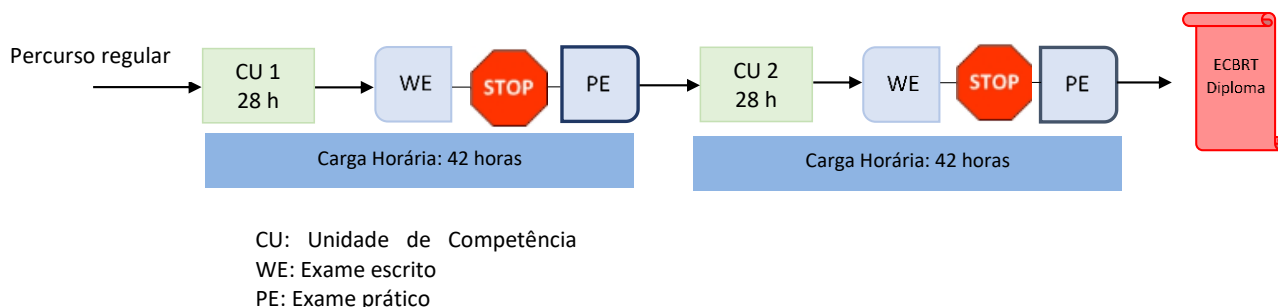 Percurso regular
CU 1
28 h
WE
STOP
PE
CU 2
28 h
WE
STOP
PE
ECBRT
Diploma
Carga Horária: 42 horas
Carga Horária: 42 horas
CU: Unidade de Competência
WE: Exame escrito
PE: Exame prático